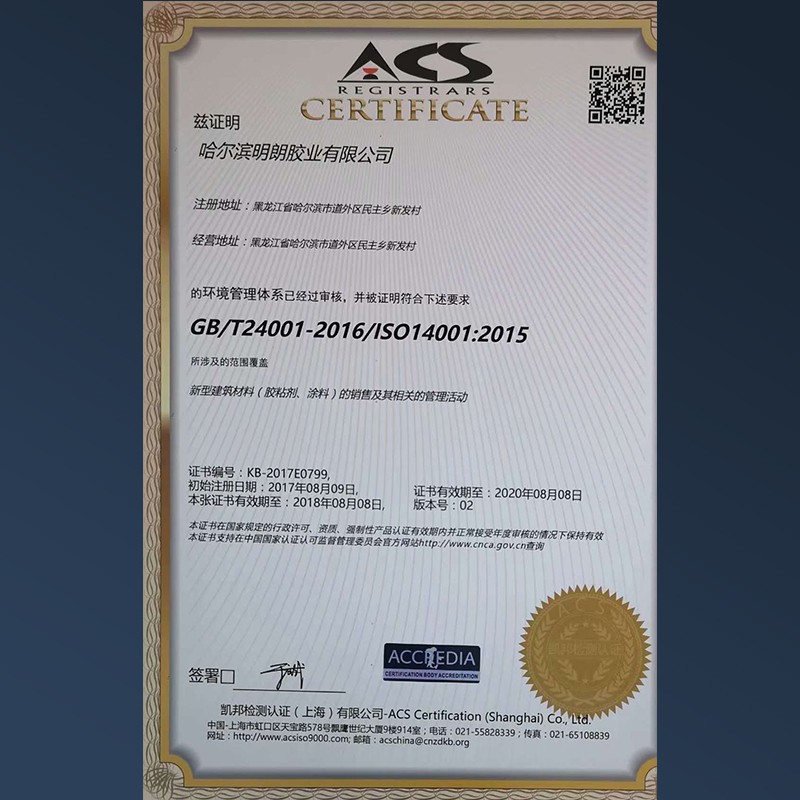 ACS
REGISTRARS
CERTIFICATE
兹证明
哈尔滨明朗胶业有限公司
注册地址：黑龙江省哈尔滨市道外区民主乡新发村
经营地址：黑龙江省哈尔滨市道外区民主乡新发村
的环境管理体系已经过审核，并被证明符合下述要求
GB/T24001-2016/ISO14001:2015
所涉及的范围覆盖
新型建筑材料（胶粘剂、涂料）的销售及其相关的管理活动
证书编号：KB-2017E0799,
初始注册日期：2017年08月09日, 证书有效期至：2020年08月08日
本张证书有效期至：2018年08月08日, 版本号：02
本证书在国家规定的行政许可、资质、强制性产品认证有效期内并正常接受年度审核的情况下保持有效
本证书支持在中国国家认证认可监督管理委员会官方网站http://www.cnca.gov.cn查询
ACS
凯邦检测认证
ACCREDIA
CERTIFICATION BODY ACCREDITATION
签署
凯邦检测认证（上海）有限公司-ACS Certification (Shanghai) Co., Ltd.
中国-上海市虹口区天宝路578号飘鹰世纪大厦9楼914室；电话：021-55828339；传真：021-65108839
网址：http://www.acsiso9000.com; 邮箱：acschina@cnzdkb.org